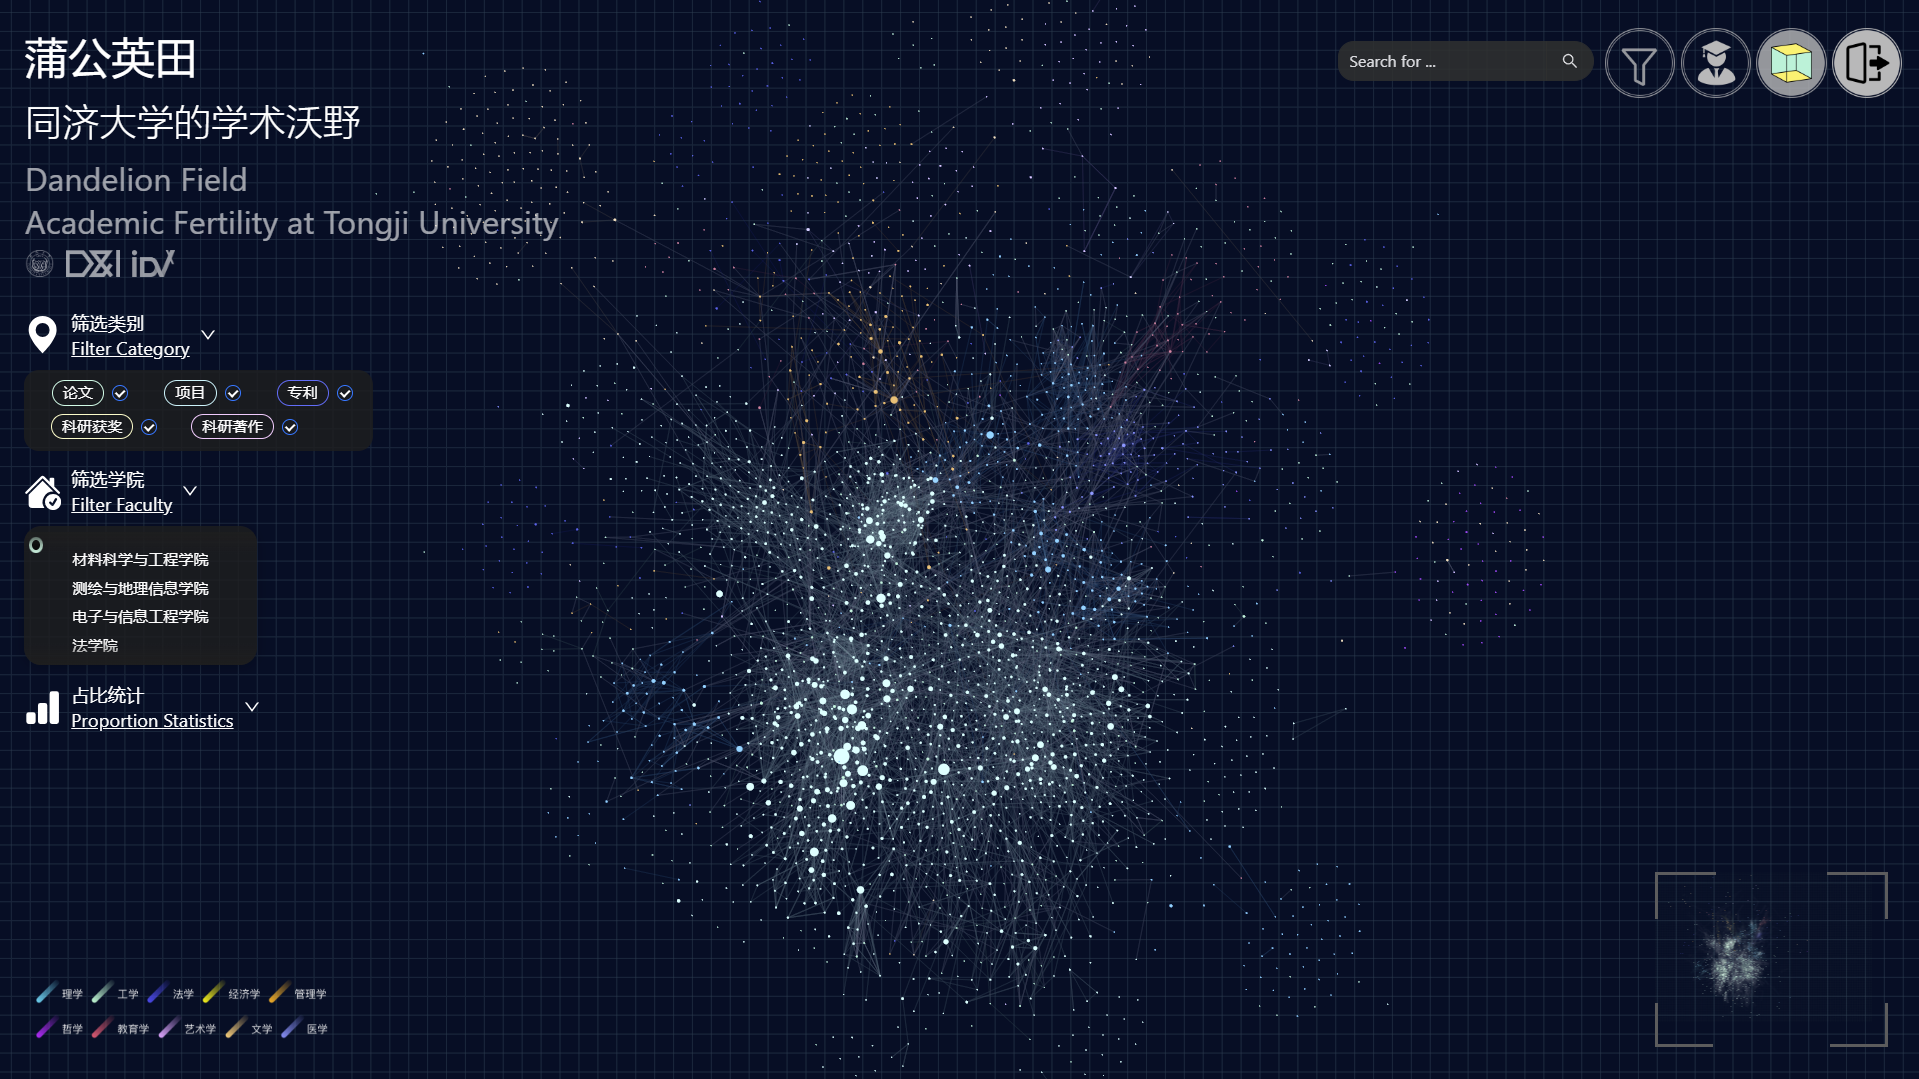 蒲公英田
同济大学的学术沃野
Dandelion Field
Academic Fertility at Tongji University
D&I iDVX
Search for ...
筛选类别
Filter Category
论文 项目 专利
科研获奖 科研著作
筛选学院
Filter Faculty
材料科学与工程学院
测绘与地理信息学院
电子与信息工程学院
法学院
占比统计
Proportion Statistics
理学 工学 法学 经济学 管理学
哲学 教育学 艺术学 文学 医学